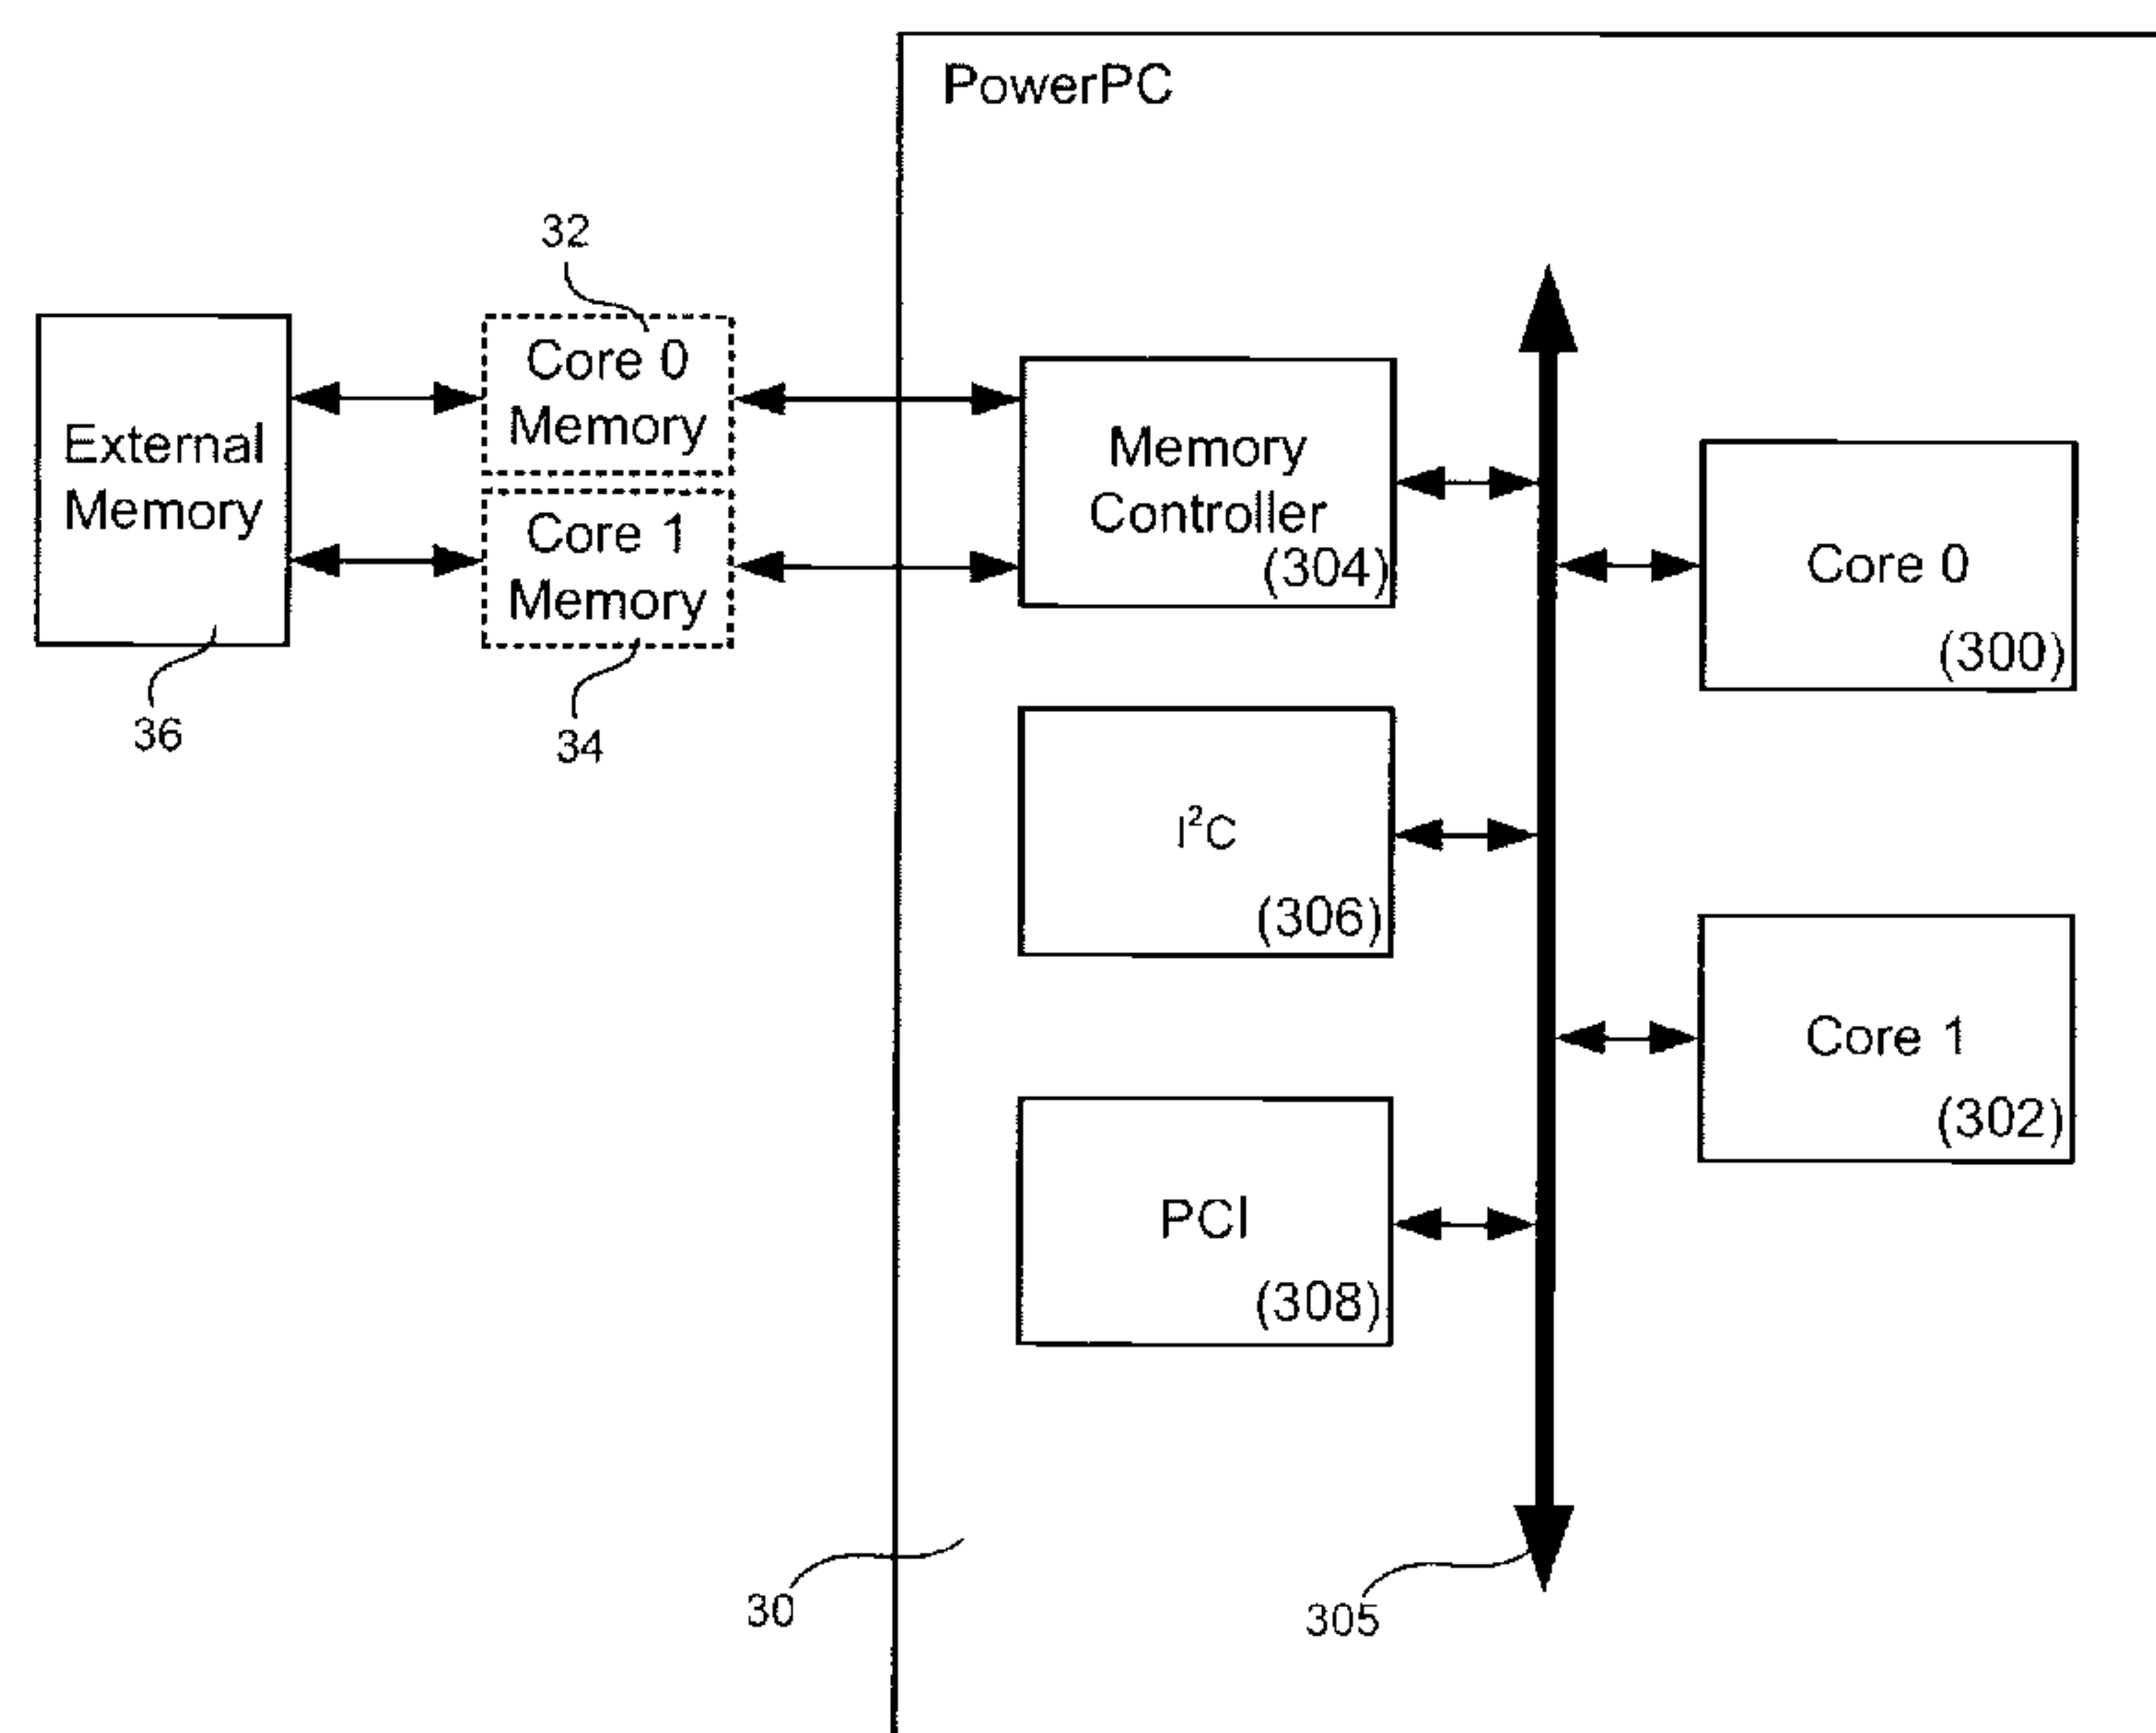 PowerPC
32
External
Memory
36
Core 0
Memory
Core 1
Memory
34
Memory
Controller
(304)
Core 0
(300)
I²C
(306)
Core 1
(302)
PCI
(308)
30
305